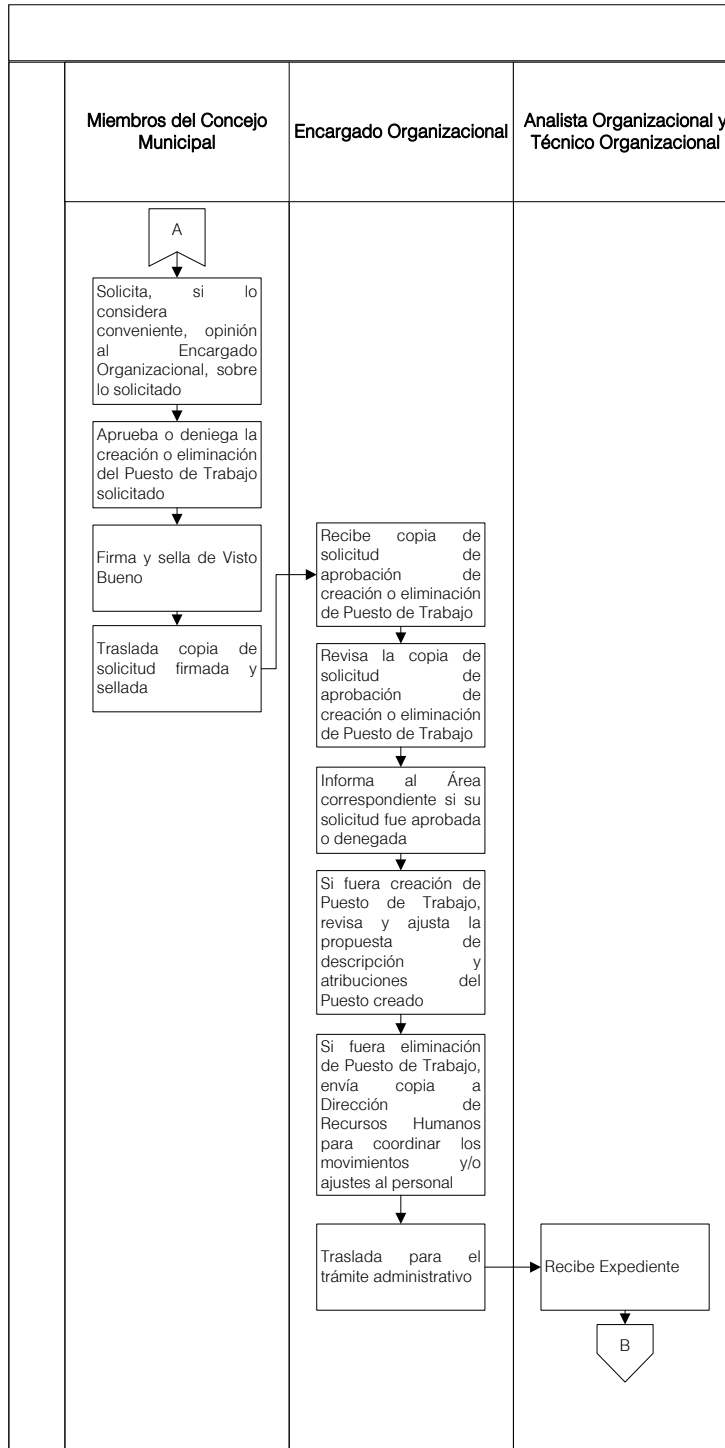 Miembros del Concejo
Municipal
Encargado Organizacional
Analista Organizacional y
Técnico Organizacional
A
Solicita, si lo
considera
conveniente, opinión
al Encargado
Organizacional, sobre
lo solicitado
Aprueba o deniega la
creación o eliminación
del Puesto de Trabajo
solicitado
Firma y sella de Visto
Bueno
Traslada copia de
solicitud firmada y
sellada
Recibe copia de
solicitud de
aprobación de
creación o eliminación
de Puesto de Trabajo
Revisa la copia de
solicitud de
aprobación de
creación o eliminación
de Puesto de Trabajo
Informa al Área
correspondiente si su
solicitud fue aprobada
o denegada
Si fuera creación de
Puesto de Trabajo,
revisa y ajusta la
propuesta de
descripción y
atribuciones del
Puesto creado
Si fuera eliminación
de Puesto de Trabajo,
envía copia a
Dirección de
Recursos Humanos
para coordinar los
movimientos y/o
ajustes al personal
Traslada para el
trámite administrativo
Recibe Expediente
B